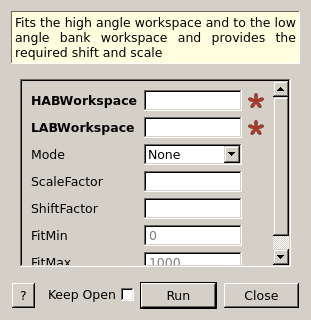 Fits the high angle workspace and to the low
angle bank workspace and provides the
required shift and scale
HABWorkspace
LABWorkspace
Mode None
ScaleFactor
ShiftFactor
FitMin 0
FitMax 1000
? Keep Open Run Close